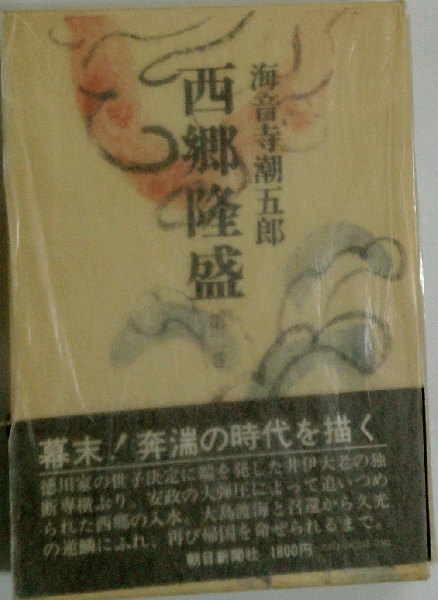 海音寺潮五郎
西郷隆盛
幕末!奔湍の時代を描く
徳川家の世子決定に端を発した井伊大老の独
断専横ぶり。安政の大弾圧によって追いつめ
られた西郷の入水、大島渡海と召還から久光
の逆鱗にふれ、再び帰国を命ぜられるまで。
朝日新聞社 1800円